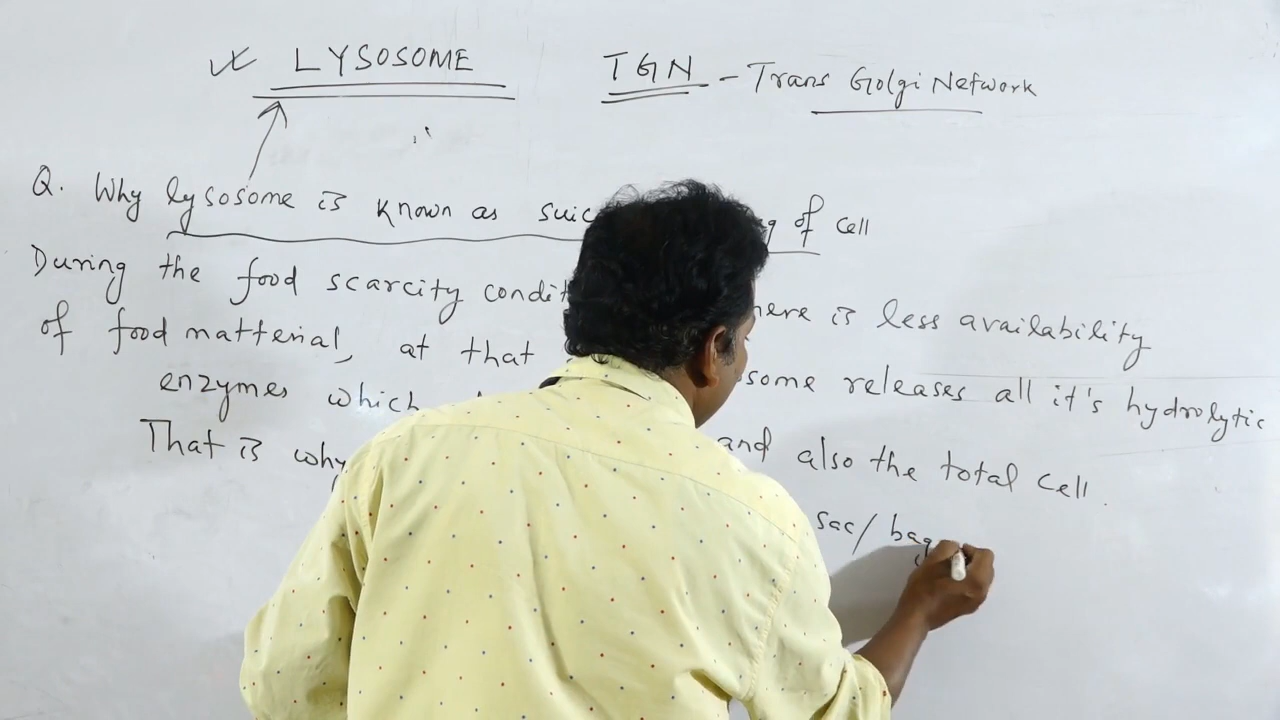 LYSOSOME TGN - Trans Golgi Network
Q. Why lysosome is known as of cell
During the food scarcity there is less availability
of food matterial, at that releases all it's hydrolytic
enzymes which and also the total cell.
That is why sac/ bag